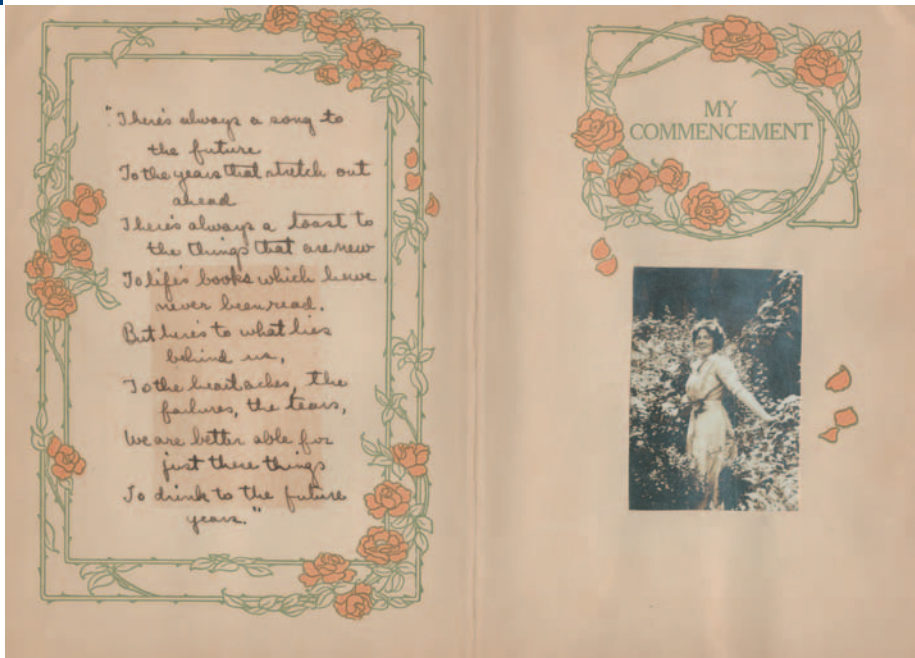 "There's always a song to
the future
To the years that stretch out
ahead
There's always a toast to
the things that are new
To life's books which have
never been read.
But here's to what lies
behind us,
To the heartaches, the
failures, the tears,
We are better able for
just these things
To drink to the future
years."
MY
COMMENCEMENT